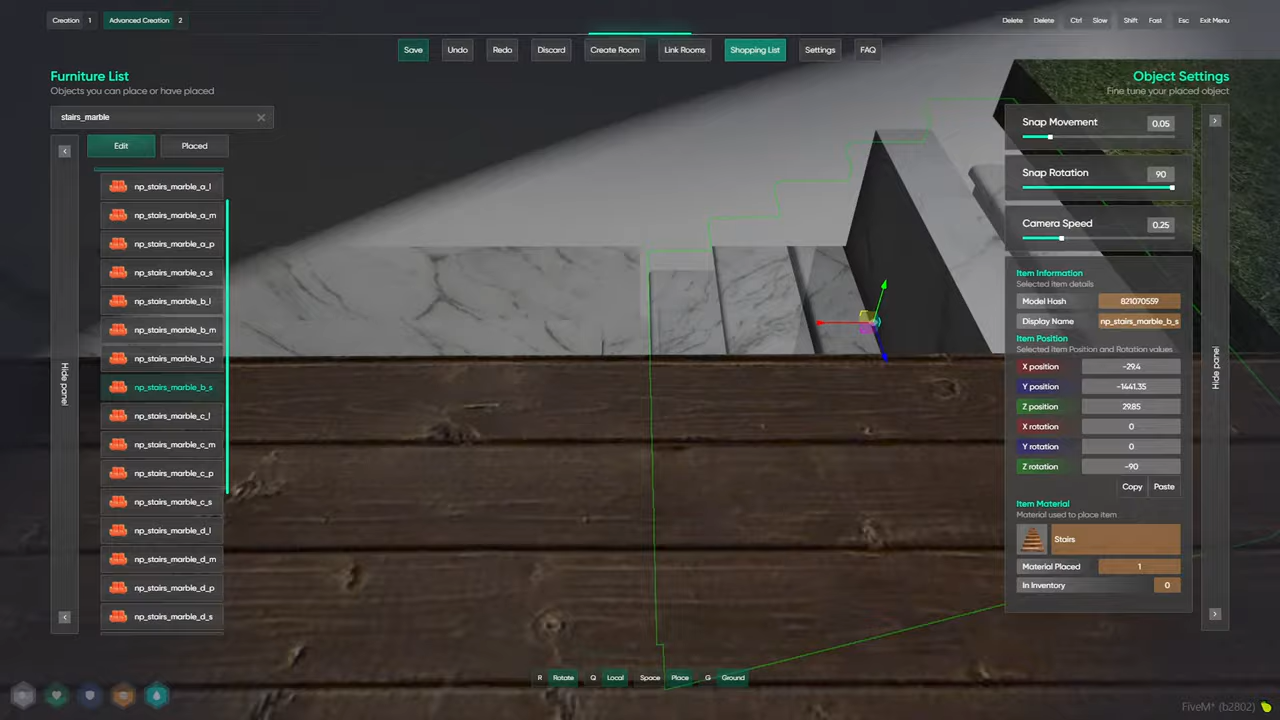 Creation 1 Advanced Creation 2
Delete Delete Ctrl Slow Shift Fast Esc Exit Menu
Save Undo Redo Discard Create Room Link Rooms Shopping List Settings FAQ
Furniture List
Objects you can place or have placed
stairs_marble
Edit Placed
np_stairs_marble_a_l
np_stairs_marble_a_m
np_stairs_marble_a_p
np_stairs_marble_a_s
np_stairs_marble_b_l
np_stairs_marble_b_m
np_stairs_marble_b_p
np_stairs_marble_b_s
np_stairs_marble_c_l
np_stairs_marble_c_m
np_stairs_marble_c_p
np_stairs_marble_c_s
np_stairs_marble_d_l
np_stairs_marble_d_m
np_stairs_marble_d_p
np_stairs_marble_d_s
Hide panel
Object Settings
Fine tune your placed object
Snap Movement 0.05
Snap Rotation 90
Camera Speed 0.25
Item Information
Selected item details
Model Hash 821070559
Display Name np_stairs_marble_b_s
Item Position
Selected Item Position and Rotation values
X position -29.4
Y position -1441.35
Z position 29.85
X rotation 0
Y rotation 0
Z rotation -90
Copy Paste
Item Material
Material used to place item
Stairs
Material Placed 1
In Inventory 0
Hide panel
R Rotate Q Local Space Place G Ground
FiveM* (b2802)